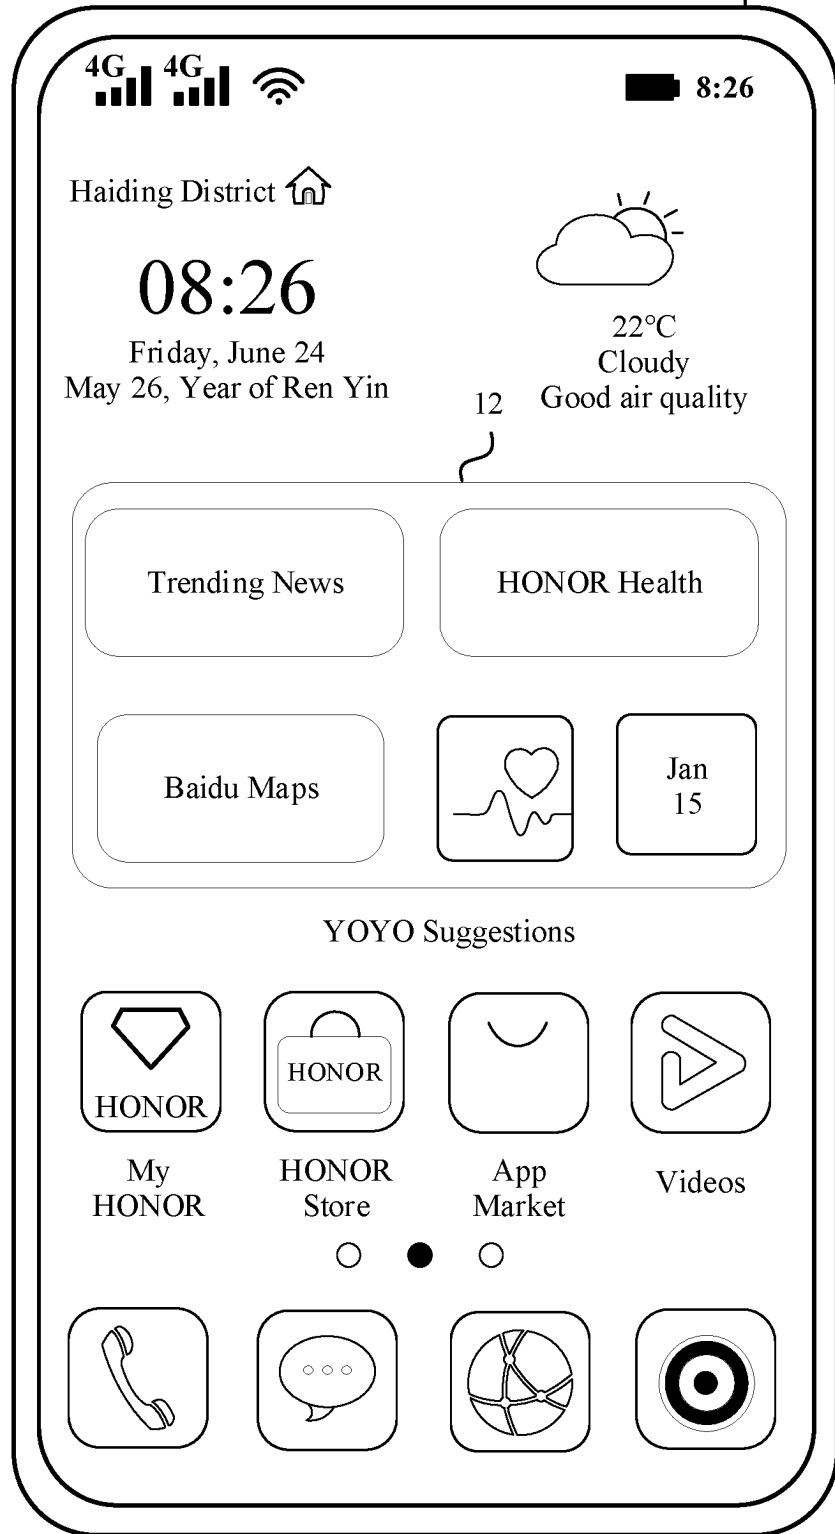 4G 4G 8:26
Haiding District
08:26
Friday, June 24
May 26, Year of Ren Yin
22°C
Cloudy
Good air quality
12
Trending News
HONOR Health
Baidu Maps
Jan
15
YOYO Suggestions
HONOR
HONOR
My
HONOR
HONOR
Store
App
Market
Videos